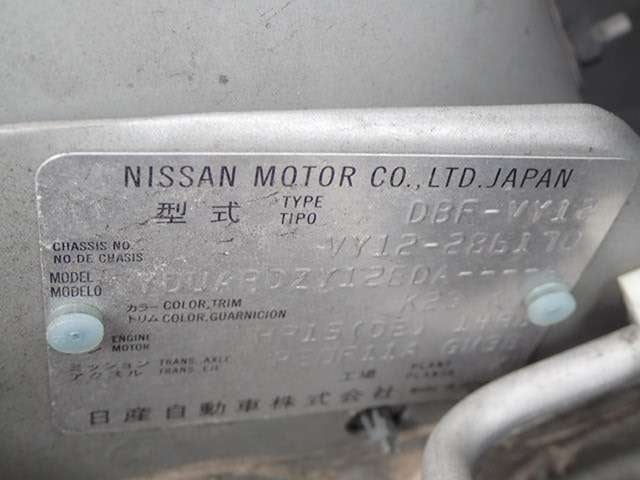 NISSAN MOTOR CO., LTD. JAPAN
型式 TYPE TIPO DBF-VY12
CHASSIS NO. NO. DE CHASIS VY12-286170
MODEL MODELO
カラー COLOR, TRIM
トリム COLOR, GUARNICION
ENGINE MOTOR HR15(DE)
ミッション TRANS. AXLE
アクスル TRANS. EJE
工場 PLANT PLANTA
日産自動車株式会社